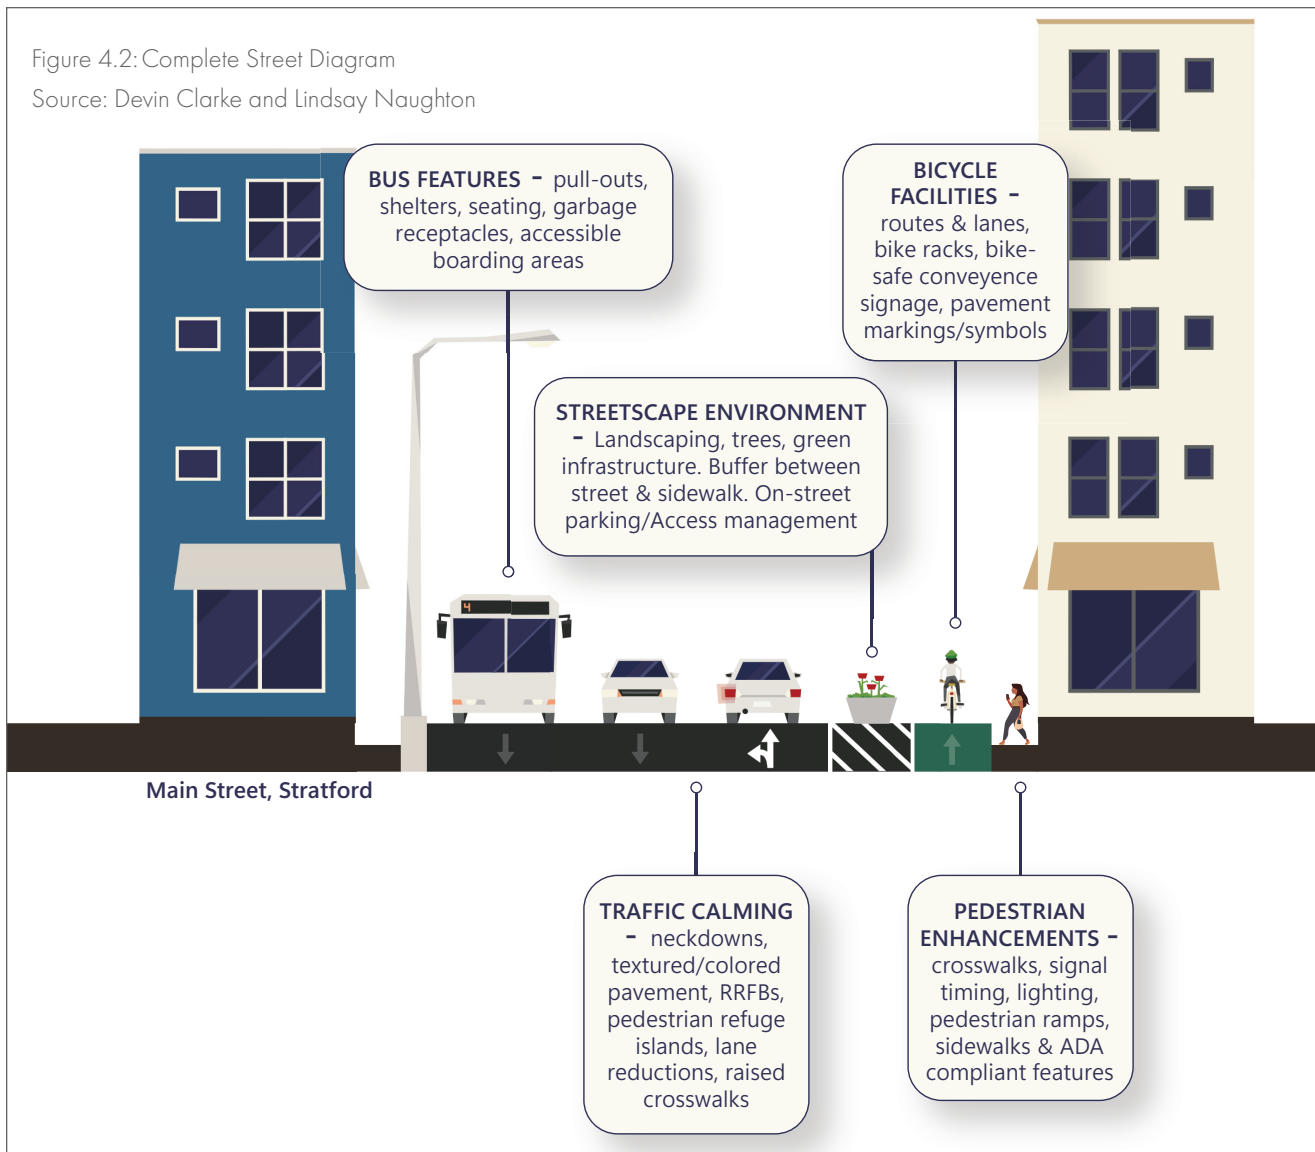 Figure 4.2: Complete Street Diagram
Source: Devin Clarke and Lindsay Naughton
BUS FEATURES - pull-outs,
shelters, seating, garbage
receptacles, accessible
boarding areas
BICYCLE
FACILITIES -
routes & lanes,
bike racks, bike-
safe conveyence
signage, pavement
markings/symbols
STREETSCAPE ENVIRONMENT
- Landscaping, trees, green
infrastructure. Buffer between
street & sidewalk. On-street
parking/Access management
4
Main Street, Stratford
TRAFFIC CALMING
- neckdowns,
textured/colored
pavement, RRFBs,
pedestrian refuge
islands, lane
reductions, raised
crosswalks
PEDESTRIAN
ENHANCEMENTS -
crosswalks, signal
timing, lighting,
pedestrian ramps,
sidewalks & ADA
compliant features